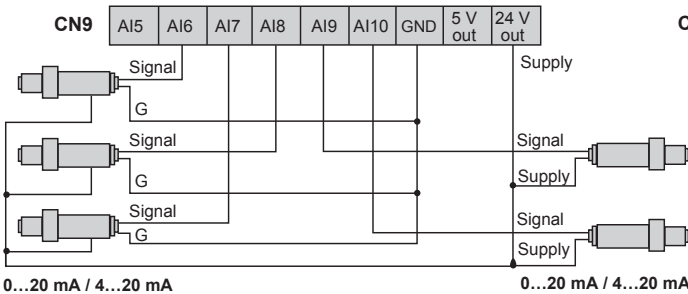 CN9 AI5 AI6 AI7 AI8 AI9 AI10 GND 5 V out 24 V out C
Signal
Supply
G
Signal
Signal
G
Supply
Signal
Signal
G
Supply
0…20 mA / 4…20 mA
0…20 mA / 4…20 mA